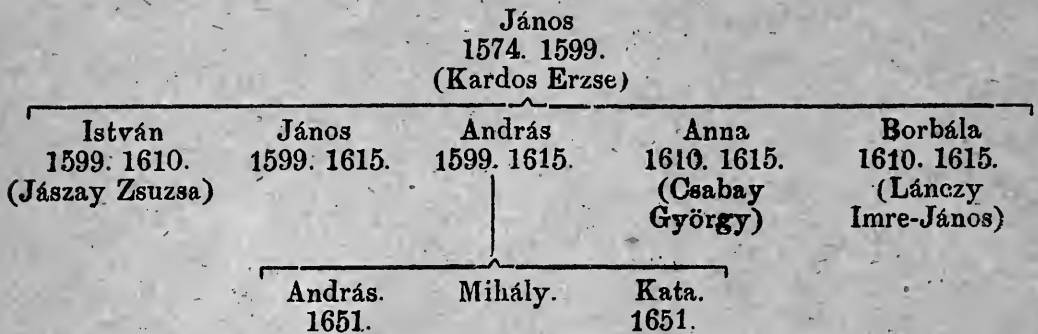 János
1574. 1599.
(Kardos Erzse)
István János András Anna Borbála
1599. 1610. 1599. 1615. 1599. 1615. 1610. 1615. 1610. 1615.
(Jászay Zsuzsa) (Csabay (Lánczy
György) Imre-János)
András. Mihály. Kata.
1651. 1651.